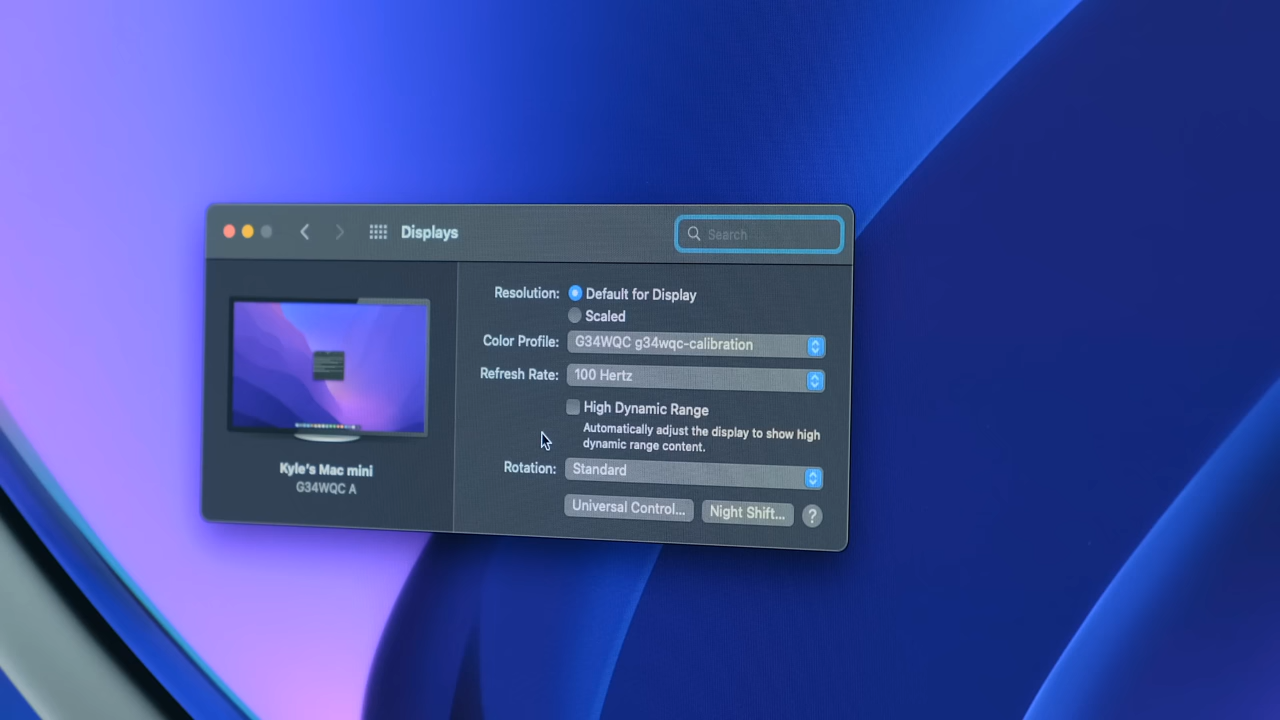 Displays
Search
Resolution: Default for Display
Scaled
Color Profile: G34WQC g34wqc-calibration
Refresh Rate: 100 Hertz
High Dynamic Range
Automatically adjust the display to show high
dynamic range content.
Rotation: Standard
Universal Control... Night Shift... ?
Kyle's Mac mini
G34WQC A